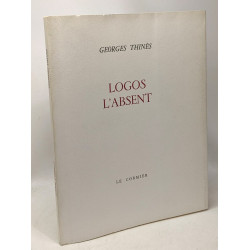 GEORGES THINÈS
LOGOS
L'ABSENT
LE CORMIER